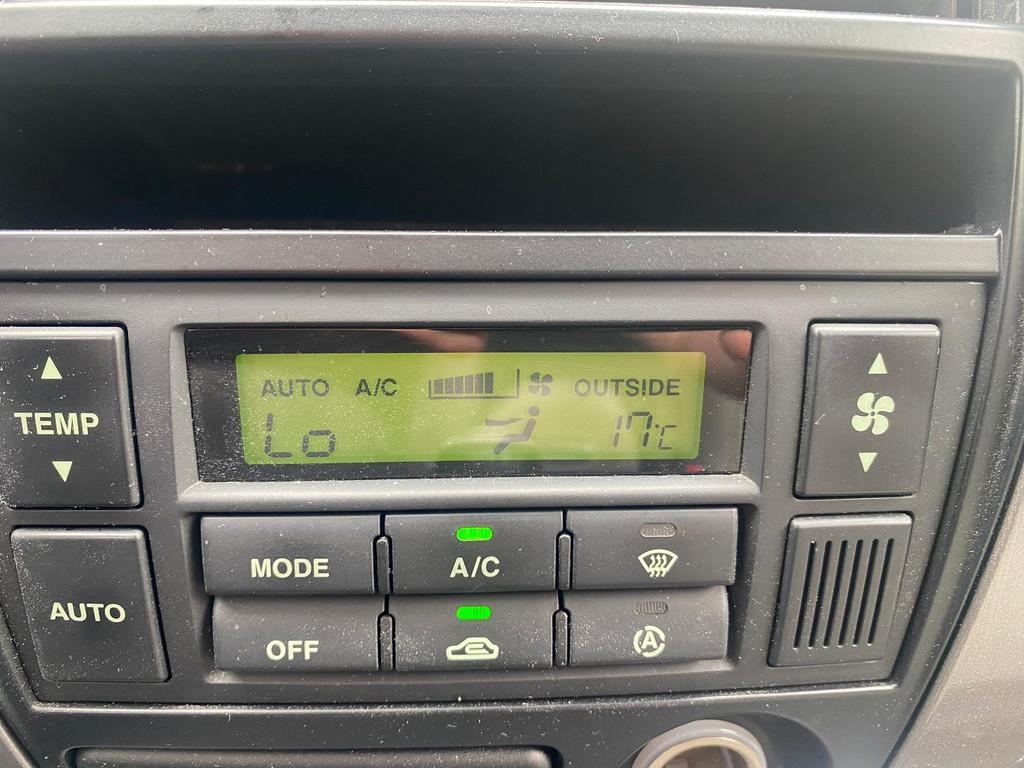 AUTO A/C OUTSIDE
Lo 17°C
TEMP
MODE
A/C
AUTO
OFF
A